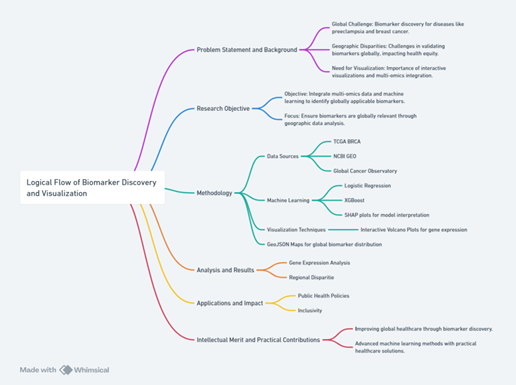 Global Challenge: Biomarker discovery for diseases like
preeclampsia and breast cancer.
Problem Statement and Background
Geographic Disparities: Challenges in validating
biomarkers globally, impacting health equity.
Need for Visualization: Importance of interactive
visualizations and multi-omics integration.
Research Objective
Objective: Integrate multi-omics data and machine
learning to identify globally applicable biomarkers.
Focus: Ensure biomarkers are globally relevant through
geographic data analysis.
Logical Flow of Biomarker Discovery
and Visualization
Methodology
Data Sources
TCGA BRCA
NCBI GEO
Global Cancer Observatory
Machine Learning
Logistic Regression
XGBoost
SHAP plots for model interpretation
Visualization Techniques
Interactive Volcano Plots for gene expression
GeoJSON Maps for global biomarker distribution
Analysis and Results
Gene Expression Analysis
Regional Disparitie
Applications and Impact
Public Health Policies
Inclusivity
Intellectual Merit and Practical Contributions
Improving global healthcare through biomarker discovery.
Advanced machine learning methods with practical
healthcare solutions.
Made with Whimsical